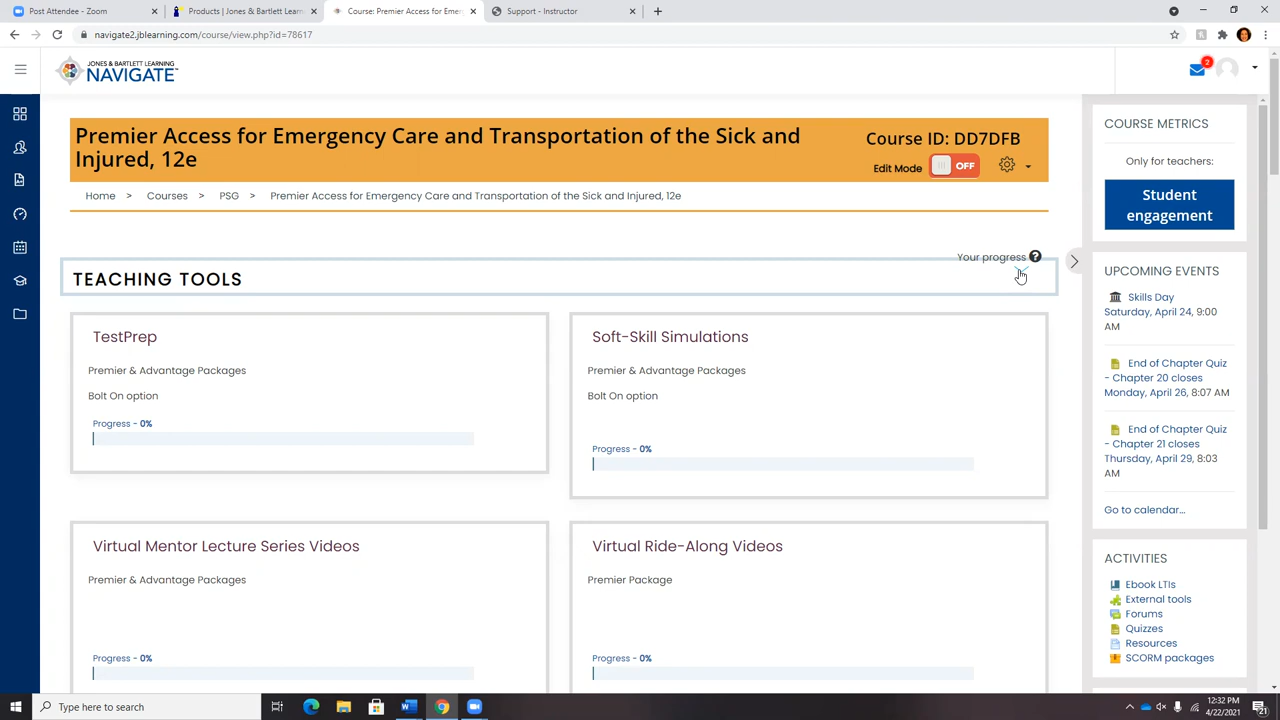 Post Attendee - Zoom
Products | Jones & Bartlett Learn
Course: Premier Access for Emer
Support - Instructor
navigate2.jblearning.com/course/view.php?id=78617
JONES & BARTLETT LEARNING
NAVIGATE™
2
Premier Access for Emergency Care and Transportation of the Sick and
Injured, 12e
Course ID: DD7DFB
Edit Mode OFF
Home > Courses > PSG > Premier Access for Emergency Care and Transportation of the Sick and Injured, 12e
Your progress ?
TEACHING TOOLS
TestPrep
Premier & Advantage Packages
Bolt On option
Progress - 0%
Soft-Skill Simulations
Premier & Advantage Packages
Bolt On option
Progress - 0%
Virtual Mentor Lecture Series Videos
Premier & Advantage Packages
Progress - 0%
Virtual Ride-Along Videos
Premier Package
Progress - 0%
COURSE METRICS
Only for teachers:
Student
engagement
UPCOMING EVENTS
Skills Day
Saturday, April 24, 9:00
AM
End of Chapter Quiz
- Chapter 20 closes
Monday, April 26, 8:07 AM
End of Chapter Quiz
- Chapter 21 closes
Thursday, April 29, 8:03
AM
Go to calendar...
ACTIVITIES
Ebook LTIs
External tools
Forums
Quizzes
Resources
SCORM packages
Type here to search
12:32 PM
4/22/2021
21